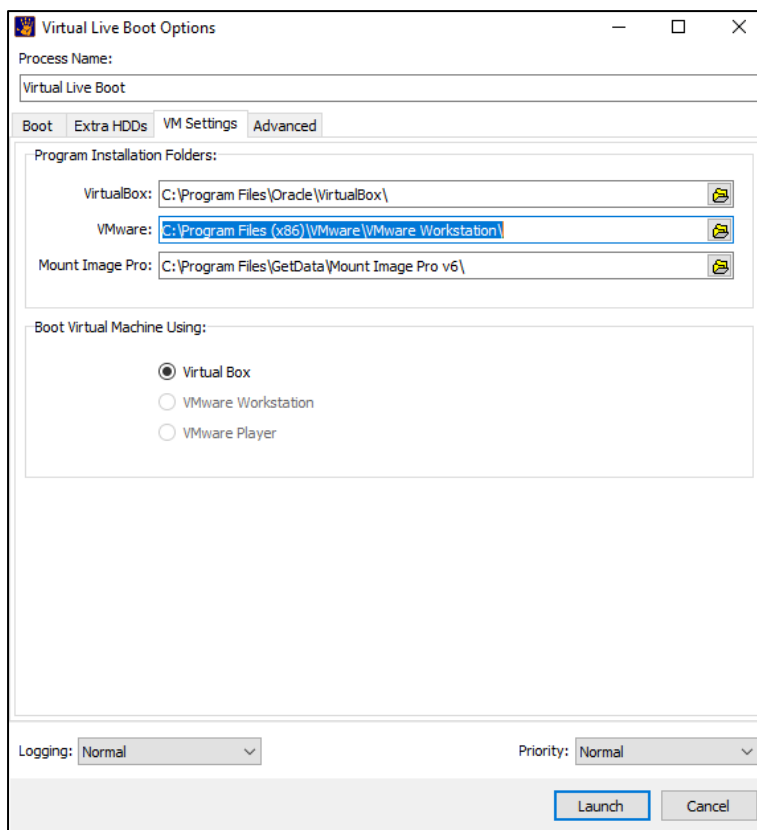 Virtual Live Boot Options
Process Name:
Virtual Live Boot
Boot Extra HDDs VM Settings Advanced
Program Installation Folders:
VirtualBox: C:\Program Files\Oracle\VirtualBox\
VMware: C:\Program Files (x86)\VMware\VMware Workstation\
Mount Image Pro: C:\Program Files\GetData\Mount Image Pro v6\
Boot Virtual Machine Using:
Virtual Box
VMware Workstation
VMware Player
Logging: Normal Priority: Normal
Launch Cancel